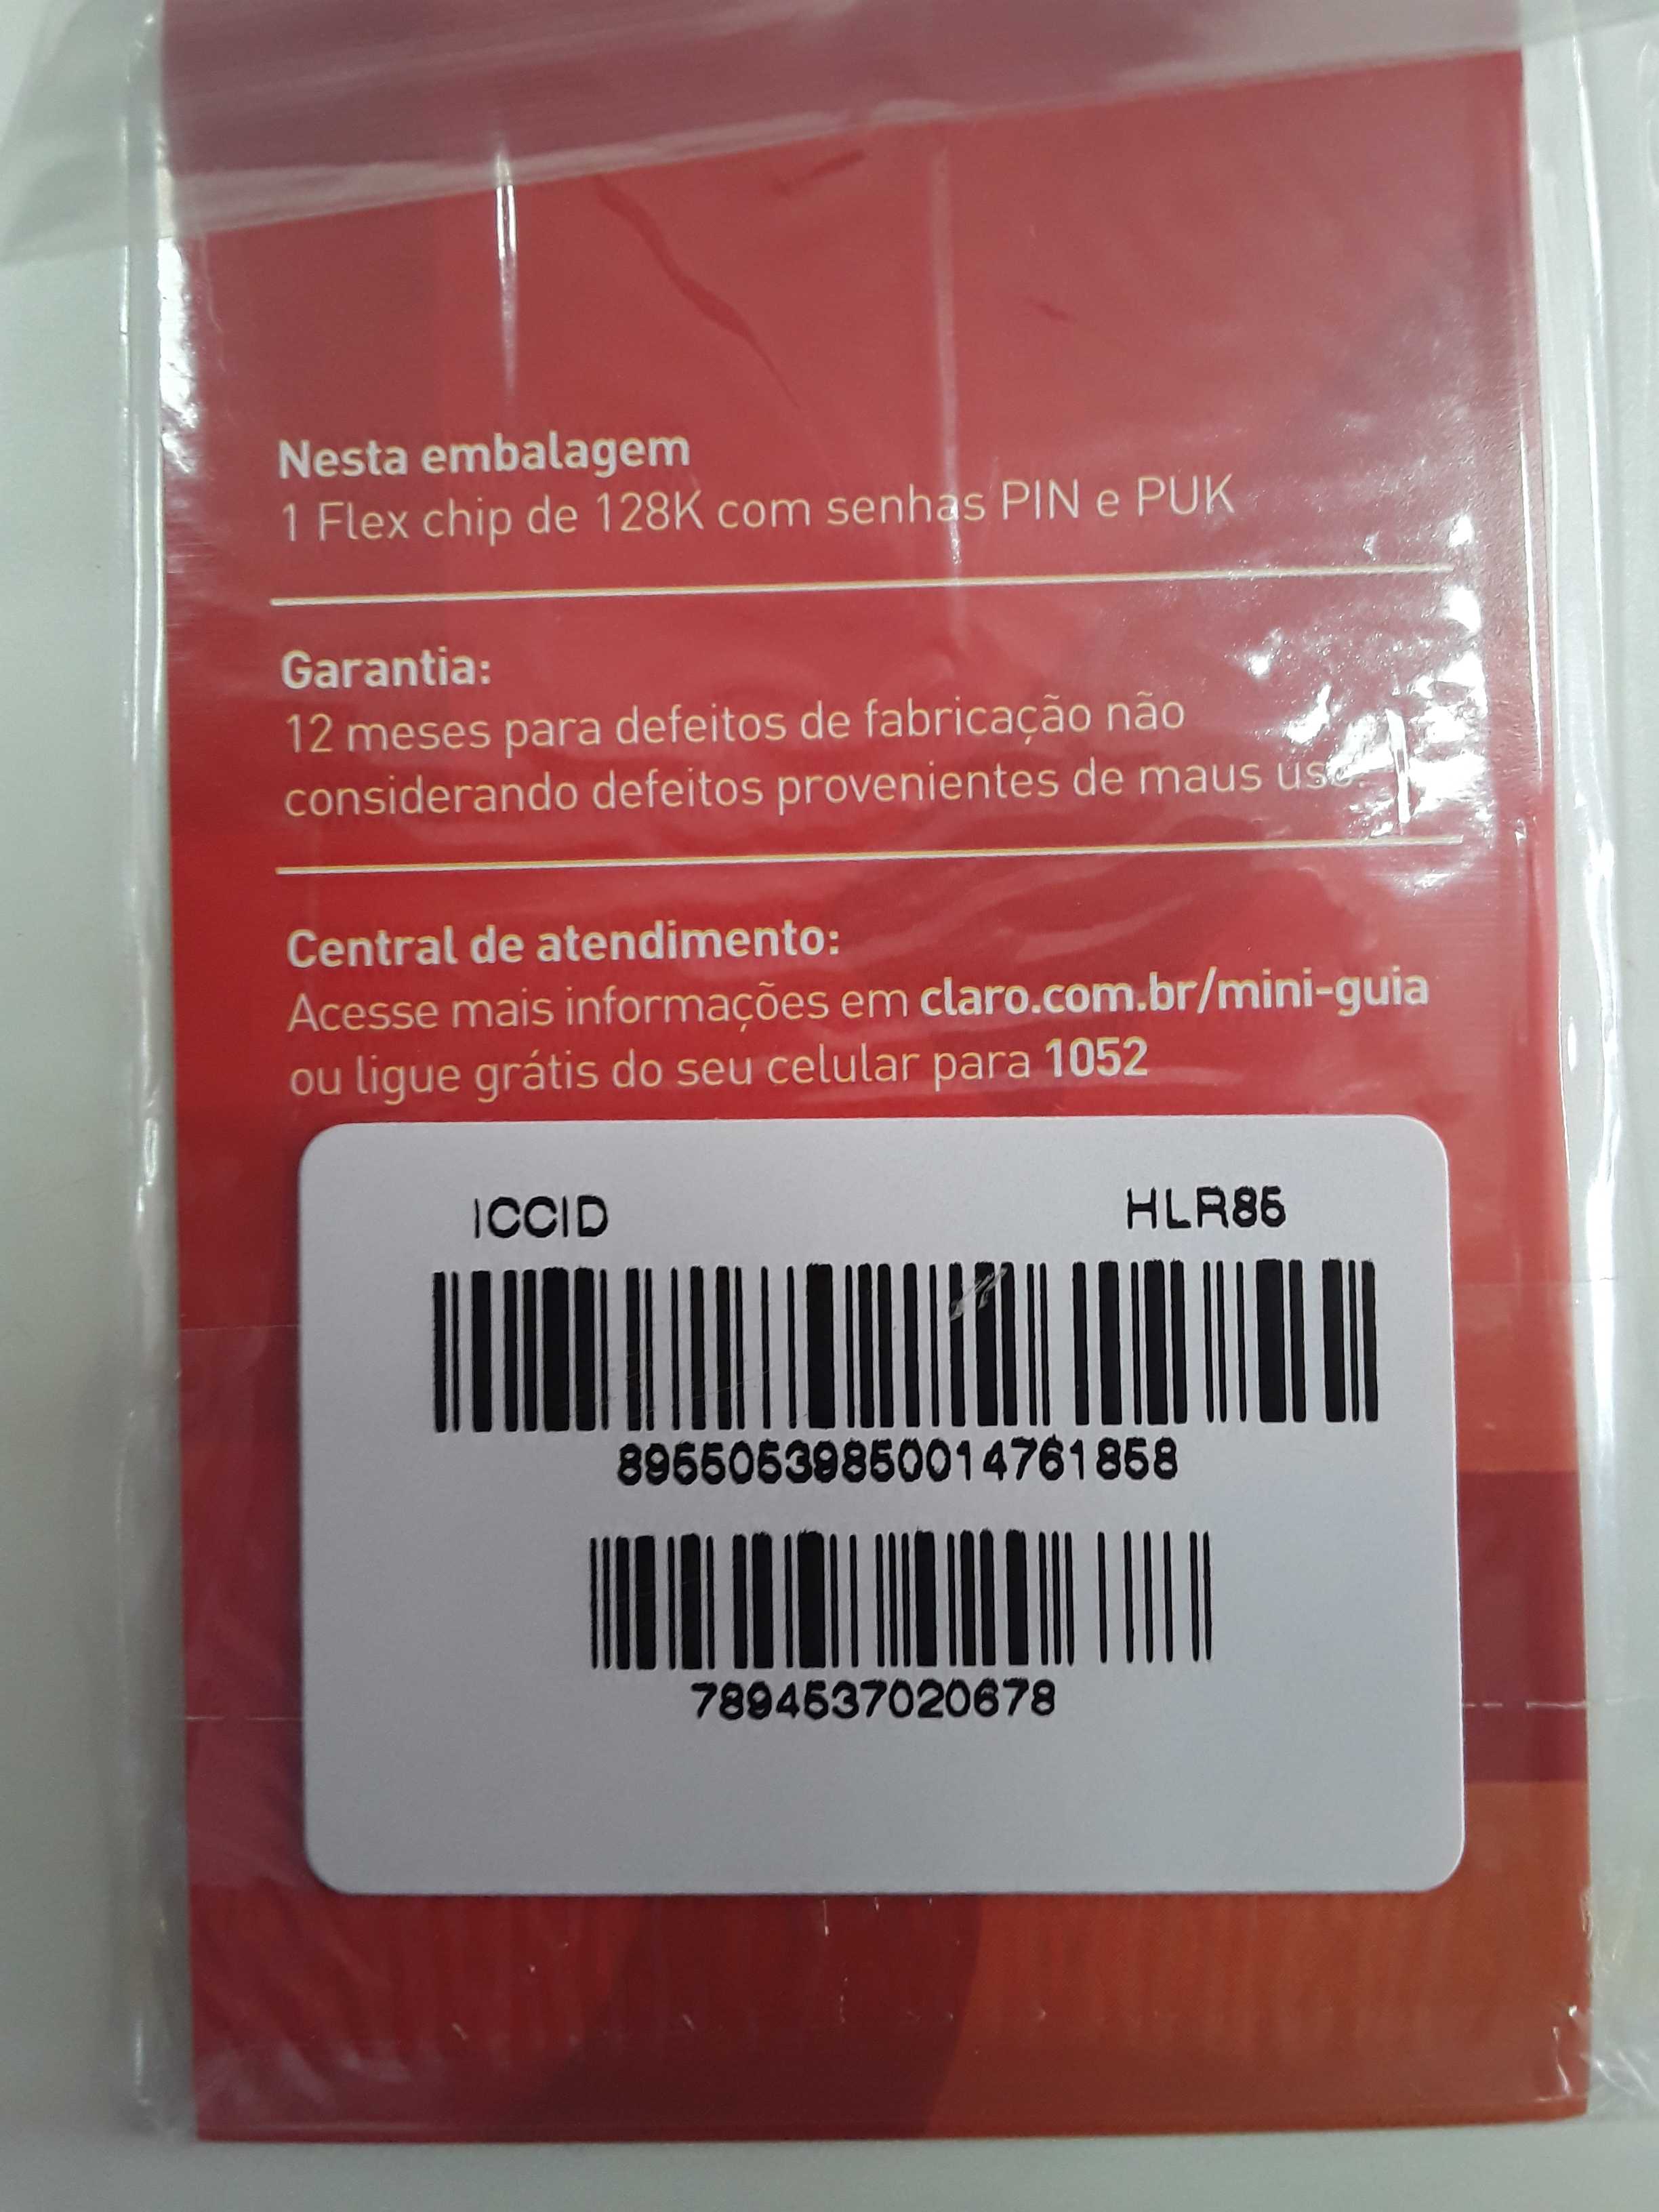 Nesta embalagem
1 Flex chip de 128K com senhas PIN e PUK
Garantia:
12 meses para defeitos de fabricação não
considerando defeitos provenientes de maus uso.
Central de atendimento:
Acesse mais informações em claro.com.br/mini-guia
ou ligue grátis do seu celular para 1052
ICCID HLR85
89550539850014761858
7894537020678